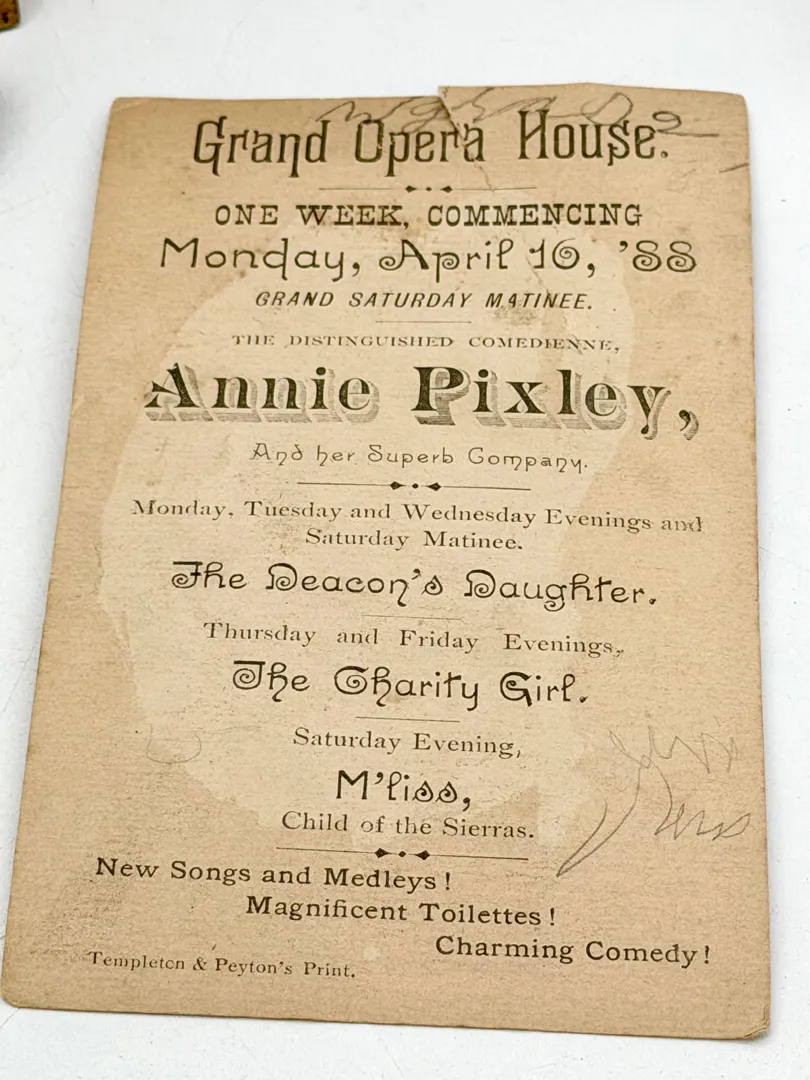 Grand Opera House.
ONE WEEK, COMMENCING
Monday, April 16, '88
GRAND SATURDAY MATINEE.
THE DISTINGUISHED COMEDIENNE,
Annie Pixley,
And her Superb Company.
Monday, Tuesday and Wednesday Evenings and
Saturday Matinee.
The Deacon's Daughter.
Thursday and Friday Evenings,
The Charity Girl.
Saturday Evening,
M'liss,
Child of the Sierras.
New Songs and Medleys!
Magnificent Toilettes!
Charming Comedy!
Templeton & Peyton's Print.